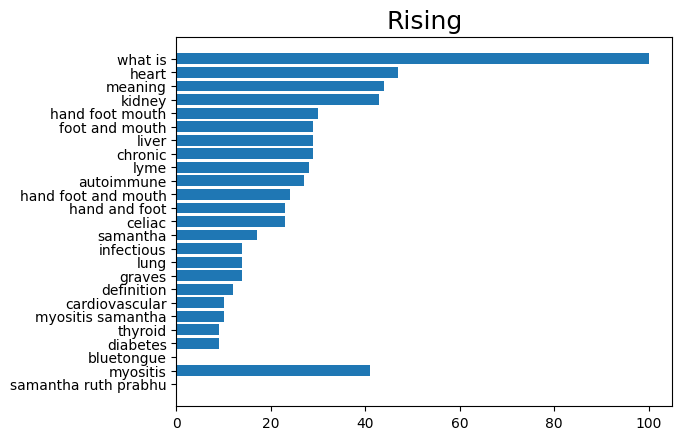 Rising
what is
heart
meaning
kidney
hand foot mouth
foot and mouth
liver
chronic
lyme
autoimmune
hand foot and mouth
hand and foot
celiac
samantha
infectious
lung
graves
definition
cardiovascular
myositis samantha
thyroid
diabetes
bluetongue
myositis
samantha ruth prabhu
0 20 40 60 80 100